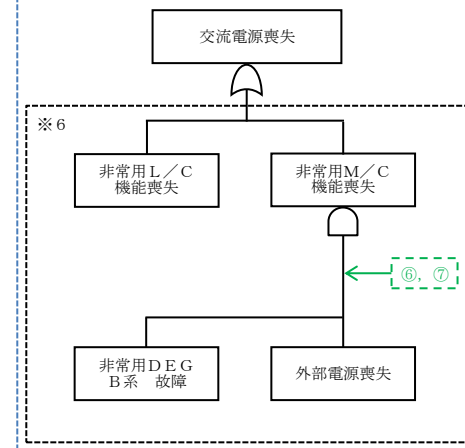 交流電源喪失
※６
非常用Ｌ／Ｃ
機能喪失
非常用Ｍ／Ｃ
機能喪失
⑥，⑦
非常用ＤＥＧ
Ｂ系　故障
外部電源喪失